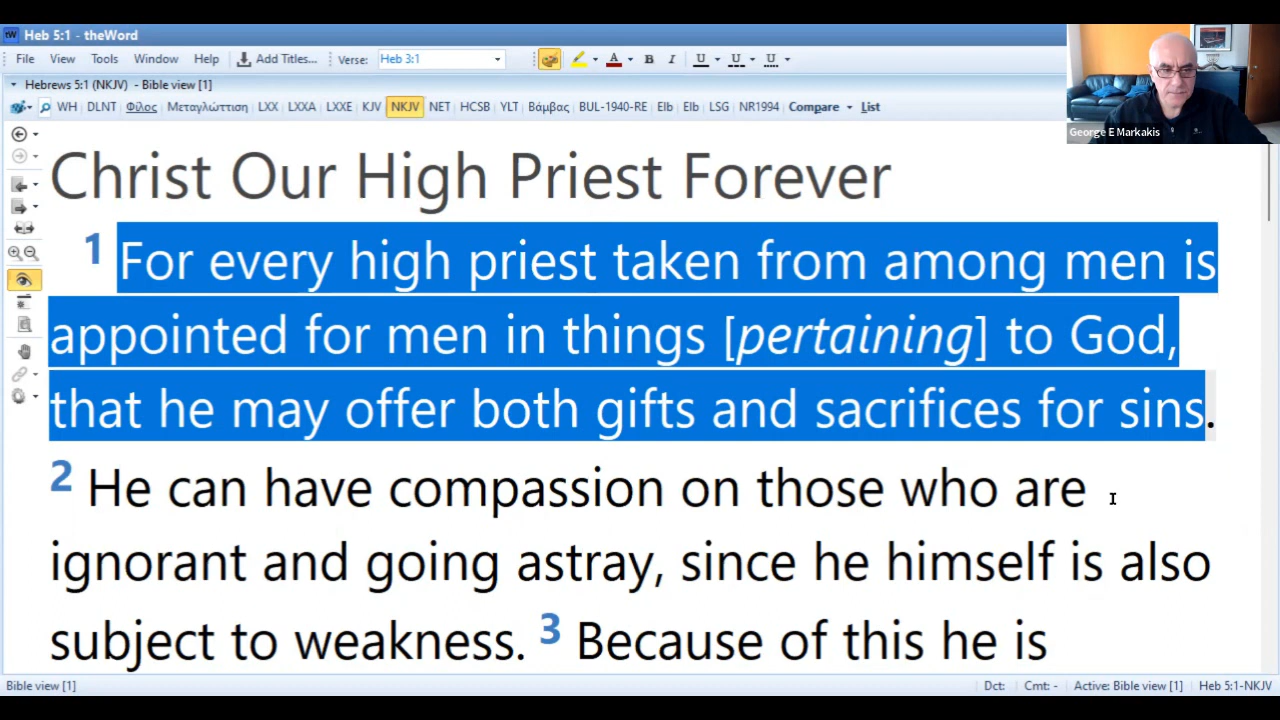 Heb 5:1 - theWord
File View Tools Window Help Add Titles... Verse: Heb 3:1 A B I U U U
Hebrews 5:1 (NKJV) - Bible view [1]
WH DLNT Φίλος Μεταγλώττιση LXX LXXA LXXE KJV NKJV NET HCSB YLT Βάμβας BUL-1940-RE Elb Elb LSG NR1994 Compare List
George E Markakis
Christ Our High Priest Forever
1 For every high priest taken from among men is
appointed for men in things [pertaining] to God,
that he may offer both gifts and sacrifices for sins.
2 He can have compassion on those who are
ignorant and going astray, since he himself is also
subject to weakness. 3 Because of this he is
Bible view [1] Dct: Cmt: - Active: Bible view [1] Heb 5:1-NKJV